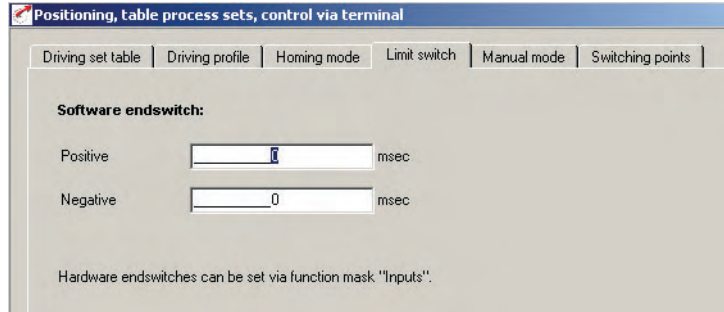 Positioning, table process sets, control via terminal
Driving set table Driving profile Homing mode Limit switch Manual mode Switching points
Software endswitch:
Positive 0 msec
Negative 0 msec
Hardware endswitches can be set via function mask "Inputs".